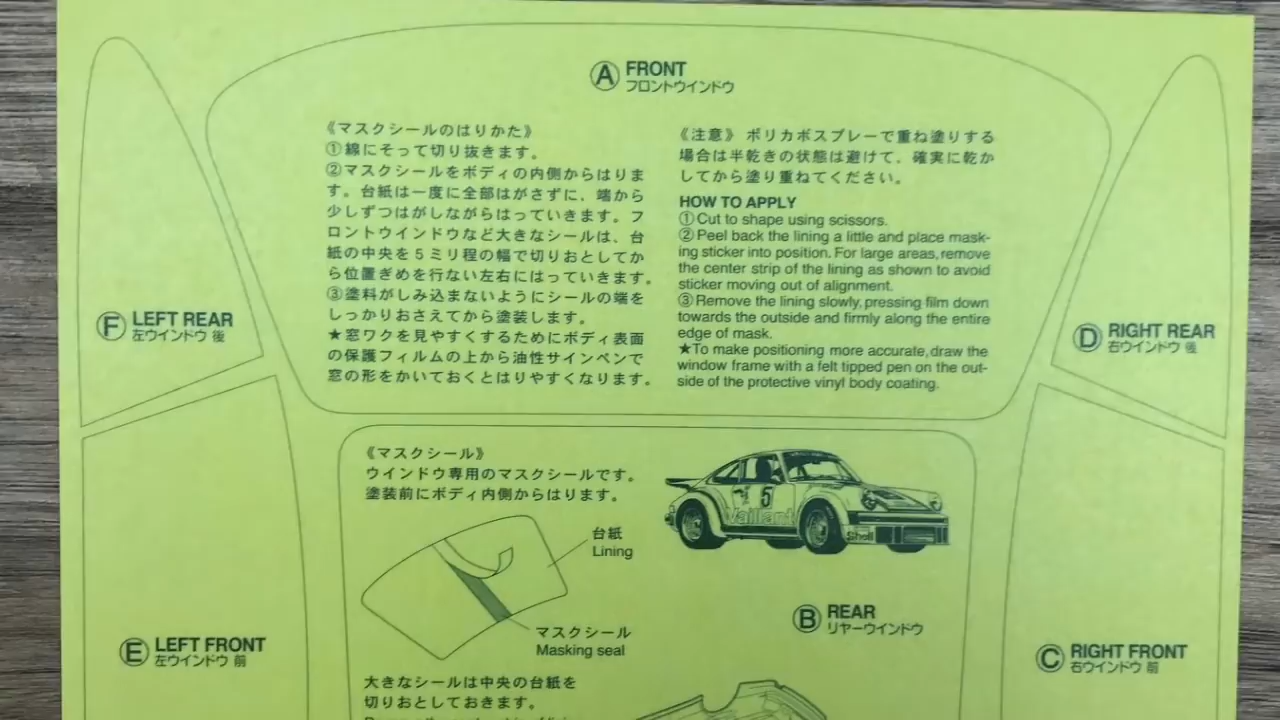 Ⓐ FRONT
フロントウインドウ
《マスクシールのはりかた》
①線にそって切り抜きます。
②マスクシールをボディの内側からはりま
す。台紙は一度に全部はがさずに、端から
少しずつはがしながらはっていきます。フ
ロントウインドウなど大きなシールは、台
紙の中央を5ミリ程の幅で切りおとしてか
ら位置ぎめを行ない左右にはっていきます。
③塗料がしみ込まないようにシールの端を
しっかりおさえてから塗装します。
★窓ワクを見やすくするためにボディ表面
の保護フィルムの上から油性サインペンで
窓の形をかいておくとはりやすくなります。
《注意》 ポリカボスプレーで重ね塗りする
場合は半乾きの状態は避けて、確実に乾か
してから塗り重ねてください。
HOW TO APPLY
①Cut to shape using scissors.
②Peel back the lining a little and place mask-
ing sticker into position. For large areas, remove
the center strip of the lining as shown to avoid
sticker moving out of alignment.
③Remove the lining slowly, pressing film down
towards the outside and firmly along the entire
edge of mask.
★To make positioning more accurate, draw the
window frame with a felt tipped pen on the out-
side of the protective vinyl body coating.
Ⓕ LEFT REAR
左ウインドウ 後
Ⓓ RIGHT REAR
右ウインドウ 後
《マスクシール》
ウインドウ専用のマスクシールです。
塗装前にボディ内側からはります。
台紙
Lining
マスクシール
Masking seal
5
Vaillant
Shell
Ⓑ REAR
リヤーウインドウ
Ⓔ LEFT FRONT
左ウインドウ 前
Ⓒ RIGHT FRONT
右ウインドウ 前
大きなシールは中央の台紙を
切りおとしておきます。